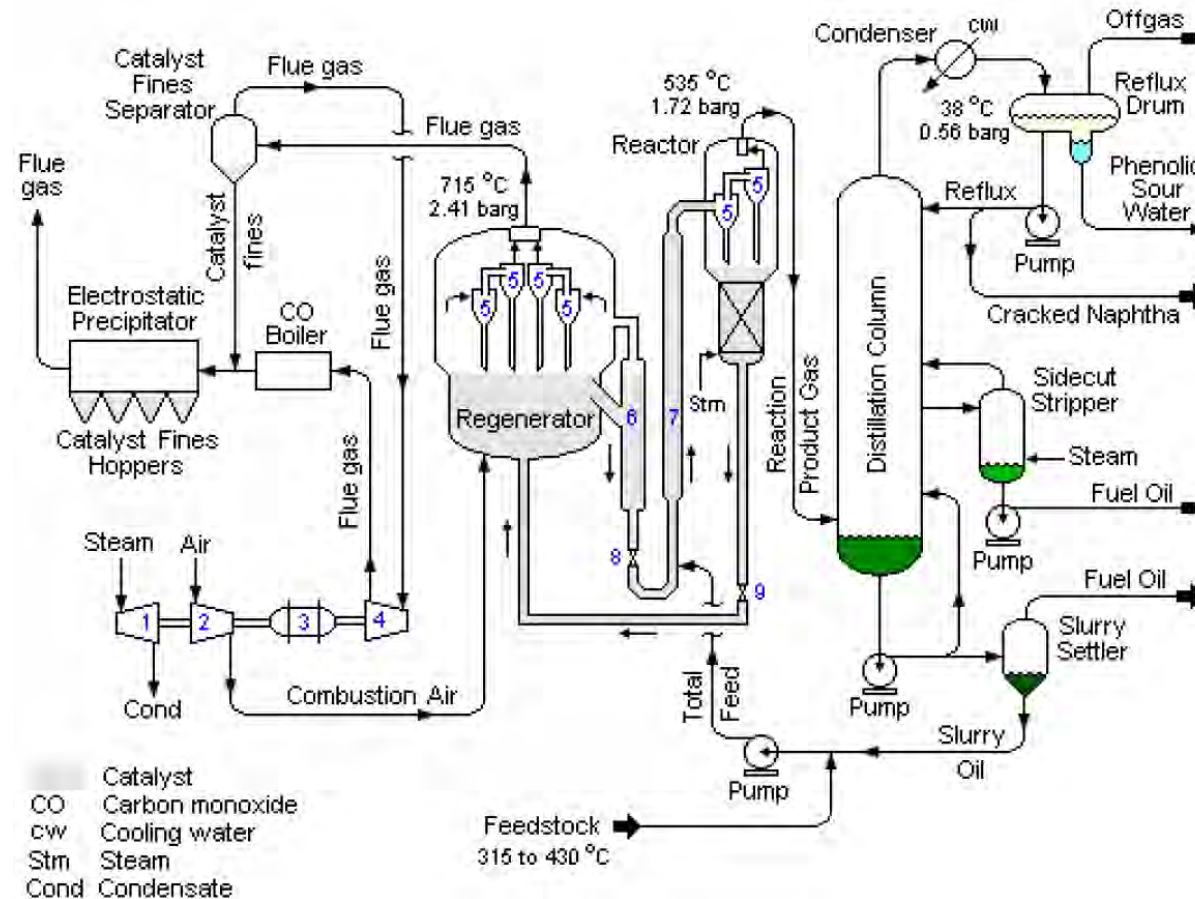 Catalyst
Fines
Separator
Flue gas
Flue gas
Flue
gas
Catalyst
fines
Flue gas
715 °C
2.41 barg
Electrostatic
Precipitator
CO
Boiler
Catalyst Fines
Hoppers
Flue gas
Steam
Air
1
2
3
4
Cond
Combustion Air
Regenerator
5
5
5
5
6
7
8
9
535 °C
1.72 barg
Reactor
5
5
Stm
Reaction
Product Gas
Total
Feed
Pump
Feedstock
315 to 430 °C
Condenser
cw
38 °C
0.56 barg
Offgas
Reflux
Drum
Phenolic
Sour
Water
Reflux
Pump
Cracked Naphtha
Distillation Column
Sidecut
Stripper
Steam
Fuel Oil
Pump
Fuel Oil
Slurry
Settler
Pump
Slurry
Oil
Catalyst
CO Carbon monoxide
cw Cooling water
Stm Steam
Cond Condensate